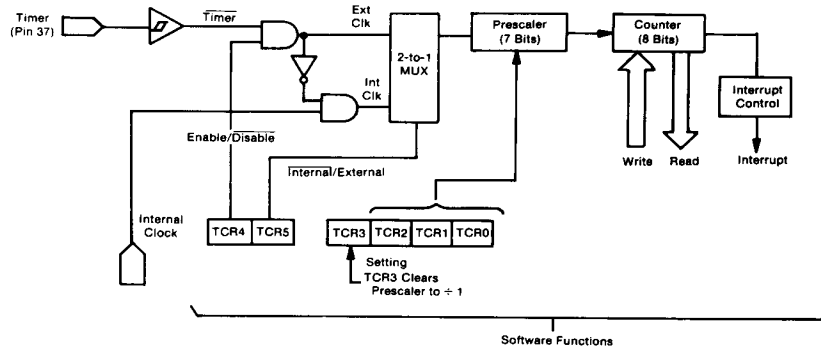 Timer
(Pin 37)
Timer
Ext
Clk
2-to-1
MUX
Prescaler
(7 Bits)
Counter
(8 Bits)
Interrupt
Control
Int
Clk
Enable/Disable
Write
Read
Interrupt
Internal/External
Internal
Clock
TCR4
TCR5
TCR3
TCR2
TCR1
TCR0
Setting
TCR3 Clears
Prescaler to ÷ 1
Software Functions